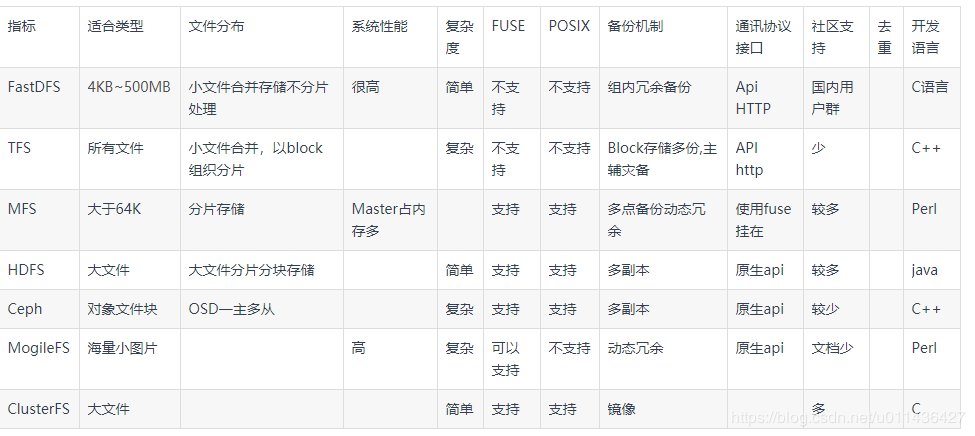 指标 适合类型 文件分布 系统性能 复杂度 FUSE POSIX 备份机制 通讯协议接口 社区支持 去重 开发语言
FastDFS 4KB~500MB 小文件合并存储不分片处理 很高 简单 不支持 不支持 组内冗余备份 Api HTTP 国内用户群 C语言
TFS 所有文件 小文件合并，以block组织分片 复杂 不支持 不支持 Block存储多份,主辅灾备 API http 少 C++
MFS 大于64K 分片存储 Master占内存多 支持 支持 多点备份动态冗余 使用fuse挂在 较多 Perl
HDFS 大文件 大文件分片分块存储 简单 支持 支持 多副本 原生api 较多 java
Ceph 对象文件块 OSD一主多从 复杂 支持 支持 多副本 原生api 较少 C++
MogileFS 海量小图片 高 复杂 可以支持 不支持 动态冗余 原生api 文档少 Perl
ClusterFS 大文件 简单 支持 支持 镜像 多 C
https://blog.csdn.net/u011436427